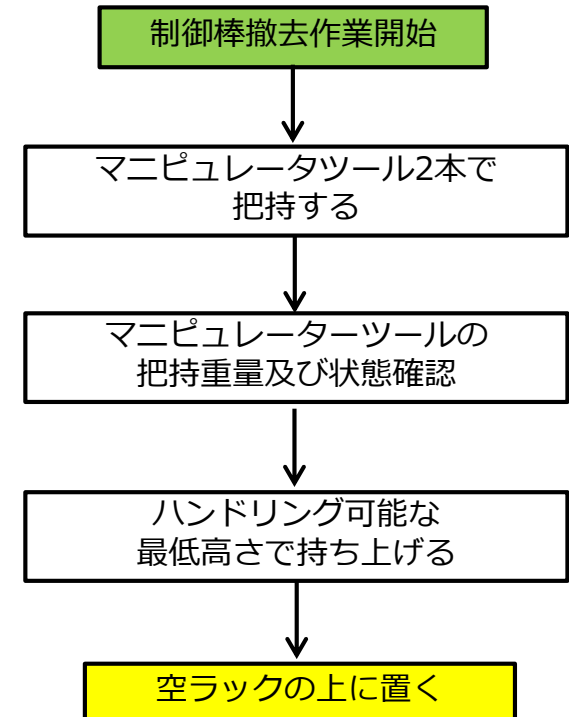 制御棒撤去作業開始
マニピュレータツール2本で
把持する
マニピュレーターツールの
把持重量及び状態確認
ハンドリング可能な
最低高さで持ち上げる
空ラックの上に置く